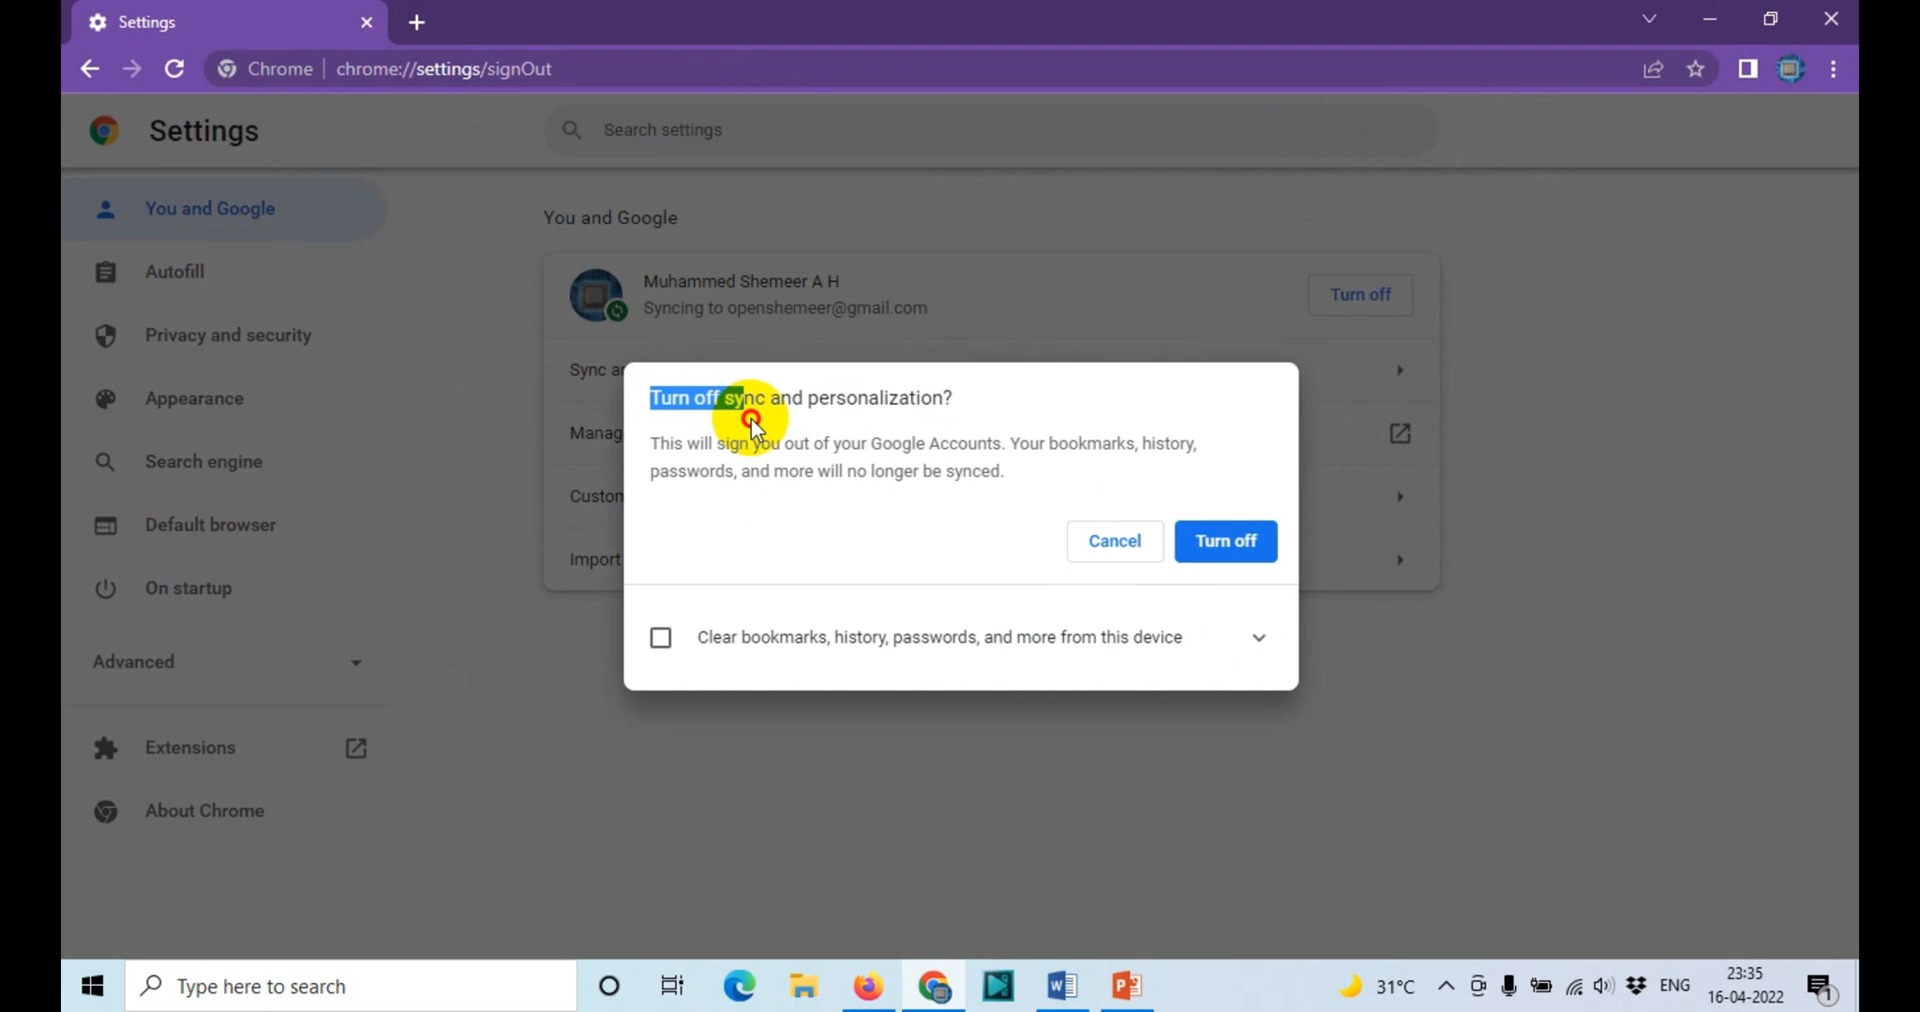 Settings
Chrome | chrome://settings/signOut
Settings
Search settings
You and Google
Autofill
Privacy and security
Appearance
Search engine
Default browser
On startup
Advanced
Extensions
About Chrome
You and Google
Muhammed Shemeer A H
Syncing to openshemeer@gmail.com
Turn off
Sync
Import
Turn off sync and personalization?
This will sign you out of your Google Accounts. Your bookmarks, history,
passwords, and more will no longer be synced.
Cancel
Turn off
Clear bookmarks, history, passwords, and more from this device
Type here to search
31°C
ENG
23:35
16-04-2022
1